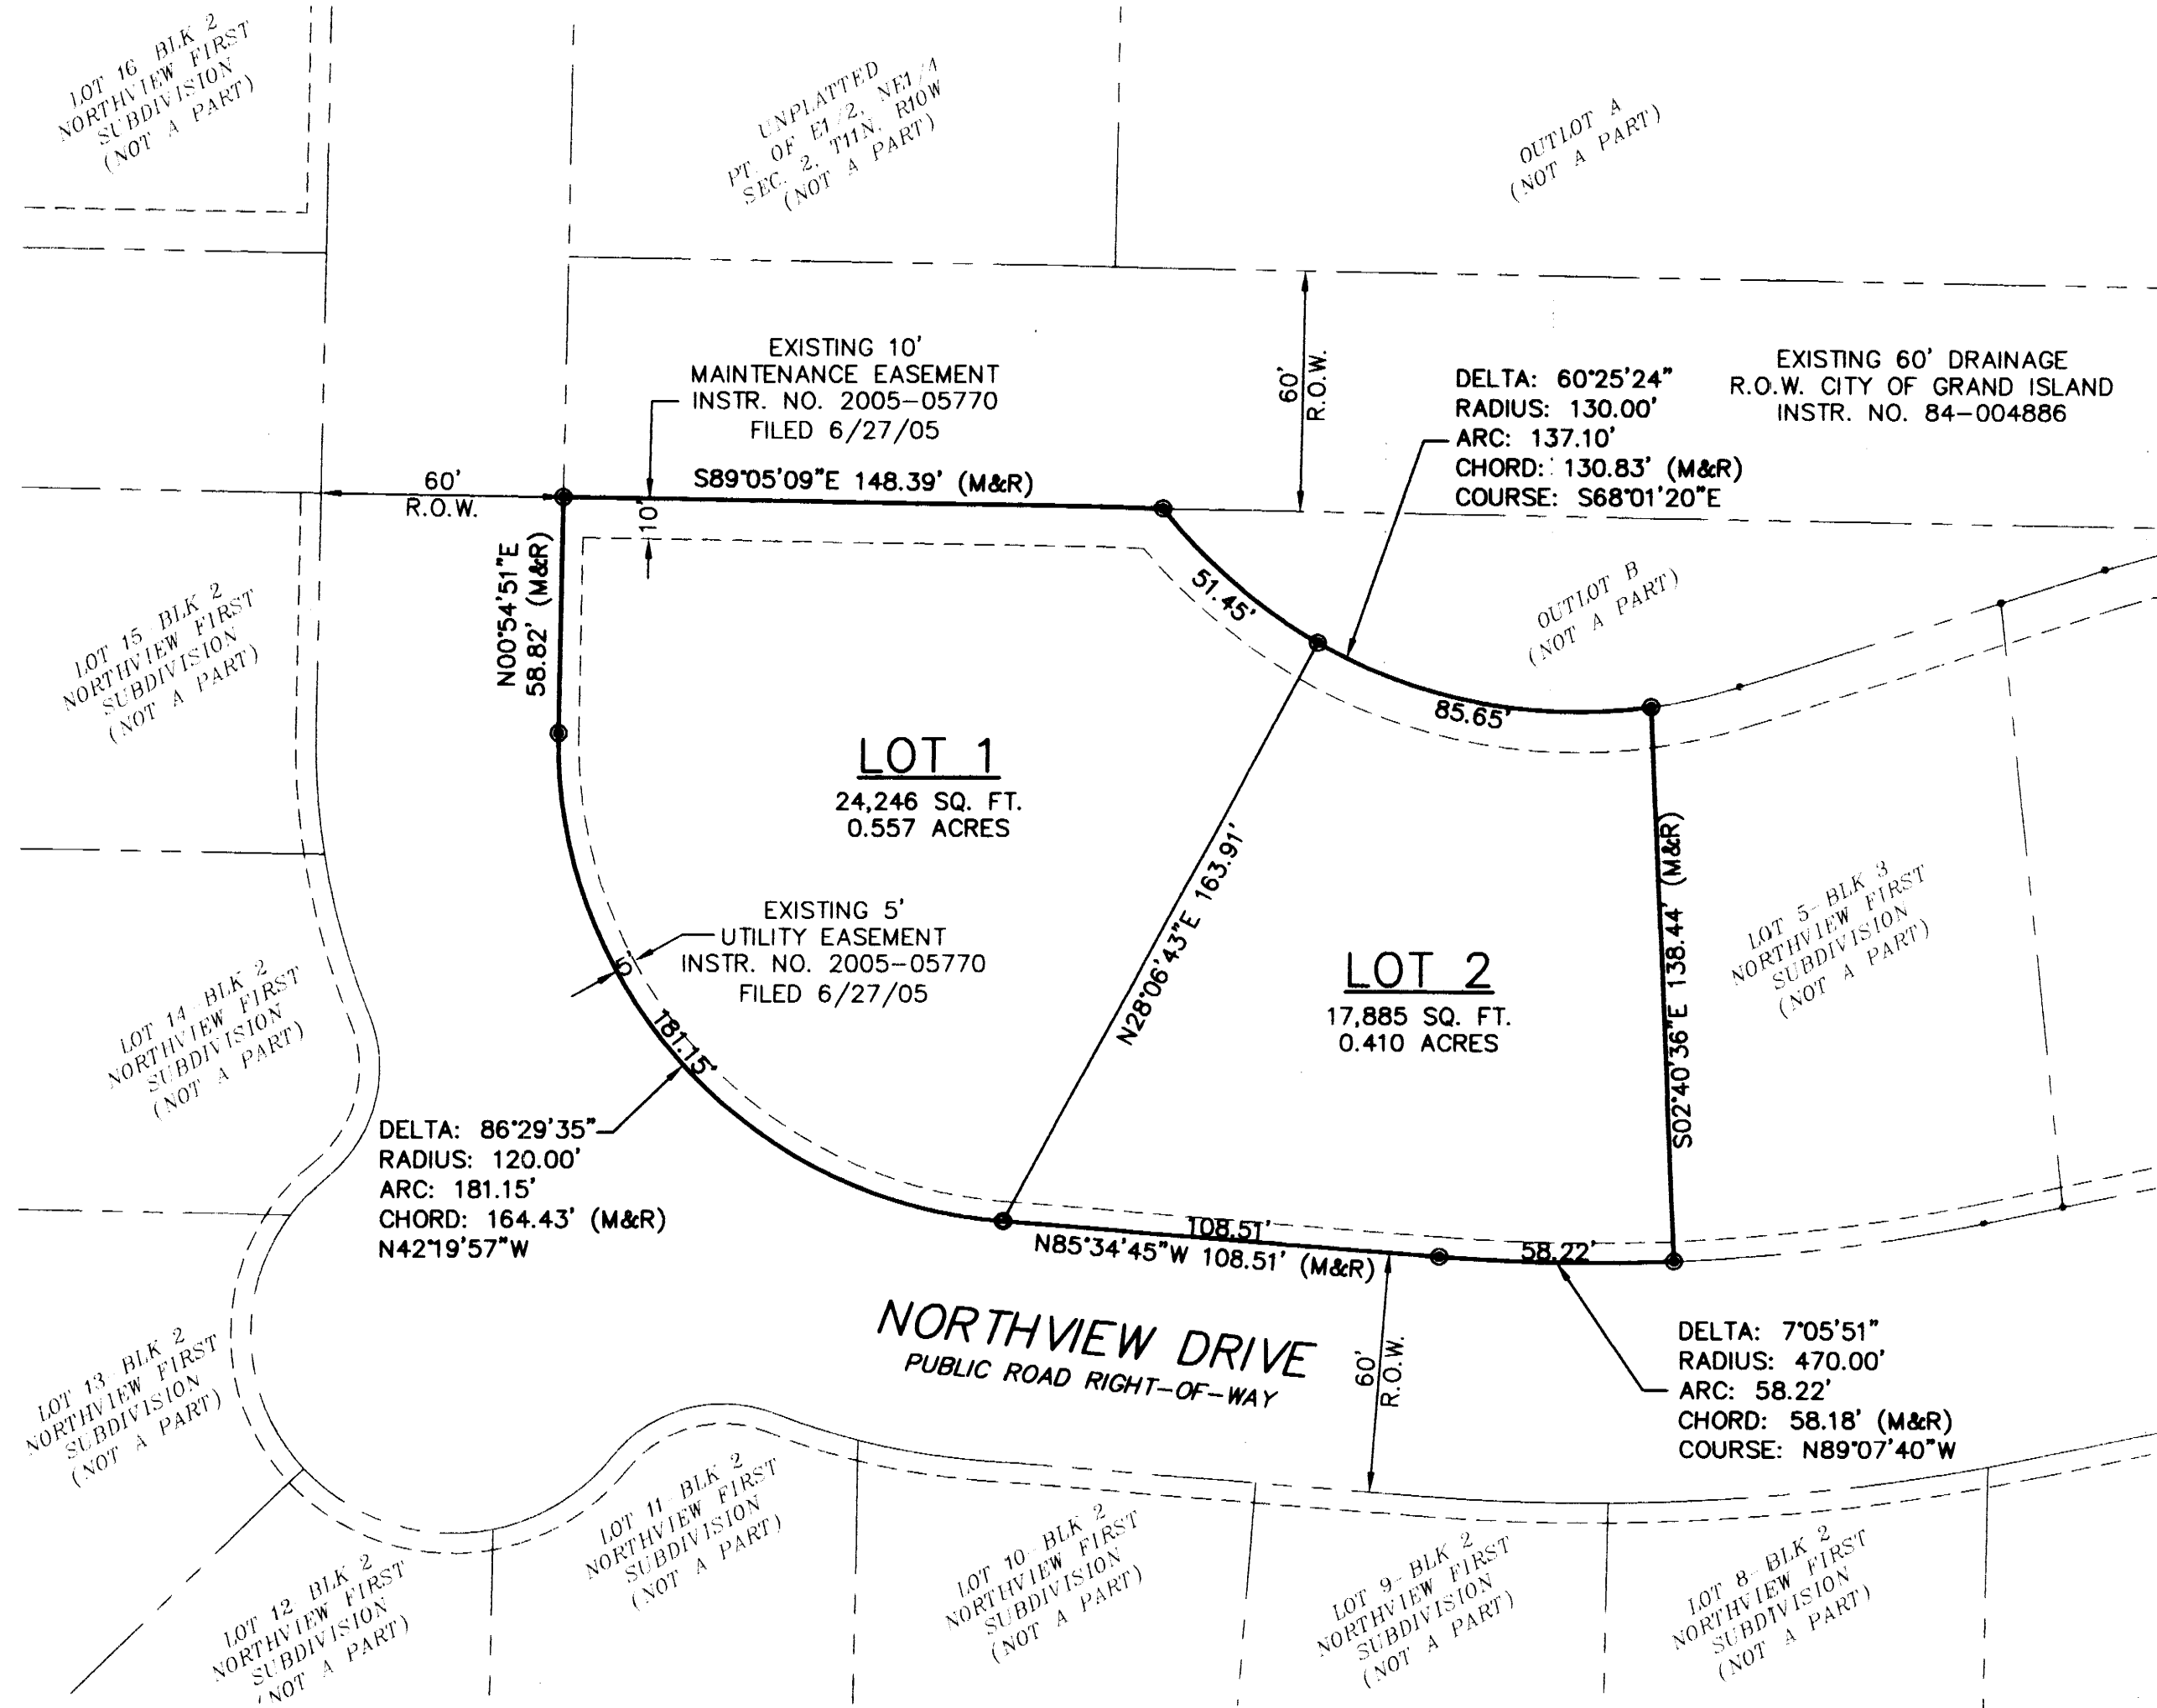 LOT 16 BLK 2
NORTHVIEW FIRST
SUBDIVISION
(NOT A PART)
UNPLATTED
PT. OF E1/2, NE1/4
SEC. 2, T11N, R10W
(NOT A PART)
OUTLOT A
(NOT A PART)
EXISTING 10'
MAINTENANCE EASEMENT
INSTR. NO. 2005-05770
FILED 6/27/05
60'
R.O.W.
DELTA: 60°25'24"
RADIUS: 130.00'
ARC: 137.10'
CHORD: 130.83' (M&R)
COURSE: S68°01'20"E
EXISTING 60' DRAINAGE
R.O.W. CITY OF GRAND ISLAND
INSTR. NO. 84-004886
60'
R.O.W.
S89°05'09"E 148.39' (M&R)
10'
N00°54'51"E
58.82' (M&R)
51.45'
OUTLOT B
(NOT A PART)
85.65'
LOT 15 BLK 2
NORTHVIEW FIRST
SUBDIVISION
(NOT A PART)
LOT 1
24,246 SQ. FT.
0.557 ACRES
N28°06'43"E 163.91'
S02°40'36"E 138.44' (M&R)
LOT 5- BLK 3
NORTHVIEW FIRST
SUBDIVISION
(NOT A PART)
EXISTING 5'
UTILITY EASEMENT
INSTR. NO. 2005-05770
FILED 6/27/05
5'
LOT 2
17,885 SQ. FT.
0.410 ACRES
LOT 14 BLK 2
NORTHVIEW FIRST
SUBDIVISION
(NOT A PART)
181.15'
DELTA: 86°29'35"
RADIUS: 120.00'
ARC: 181.15'
CHORD: 164.43' (M&R)
N42°19'57"W
108.51'
N85°34'45"W 108.51' (M&R)
58.22'
NORTHVIEW DRIVE
PUBLIC ROAD RIGHT-OF-WAY
60'
R.O.W.
DELTA: 7°05'51"
RADIUS: 470.00'
ARC: 58.22'
CHORD: 58.18' (M&R)
COURSE: N89°07'40"W
LOT 13 BLK 2
NORTHVIEW FIRST
SUBDIVISION
(NOT A PART)
LOT 12 BLK 2
NORTHVIEW FIRST
SUBDIVISION
(NOT A PART)
LOT 11 BLK 2
NORTHVIEW FIRST
SUBDIVISION
(NOT A PART)
LOT 10- BLK 2
NORTHVIEW FIRST
SUBDIVISION
(NOT A PART)
LOT 9- BLK 2
NORTHVIEW FIRST
SUBDIVISION
(NOT A PART)
LOT 8- BLK 2
NORTHVIEW FIRST
SUBDIVISION
(NOT A PART)